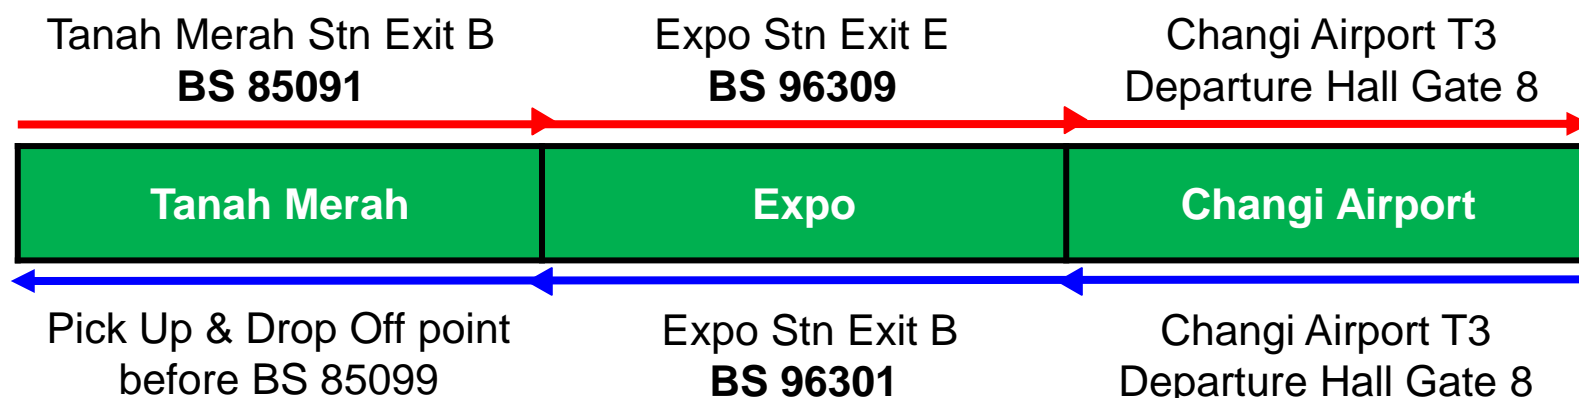 Tanah Merah Stn Exit B
BS 85091
Expo Stn Exit E
BS 96309
Changi Airport T3
Departure Hall Gate 8
Tanah Merah
Expo
Changi Airport
Pick Up & Drop Off point
before BS 85099
Expo Stn Exit B
BS 96301
Changi Airport T3
Departure Hall Gate 8